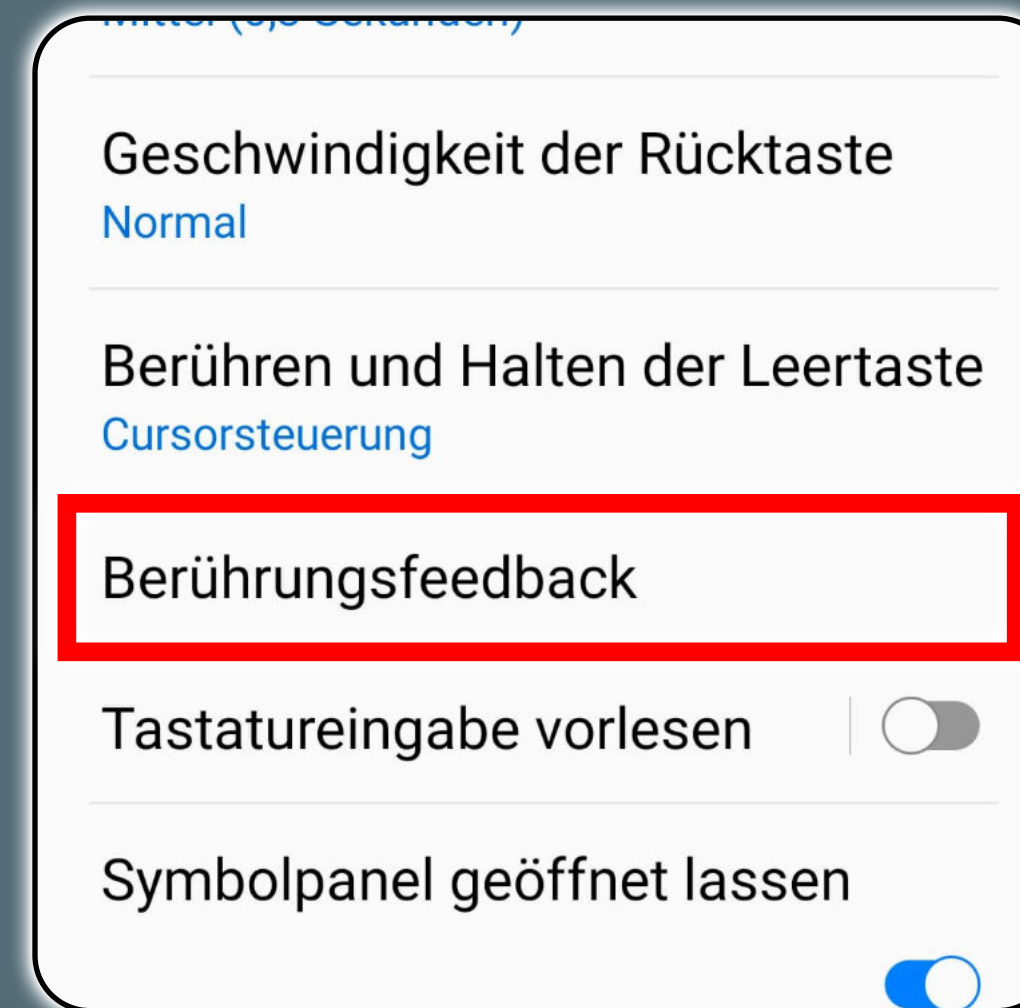 Geschwindigkeit der Rücktaste
Normal
Berühren und Halten der Leertaste
Cursorsteuerung
Berührungsfeedback
Tastatureingabe vorlesen
Symbolpanel geöffnet lassen